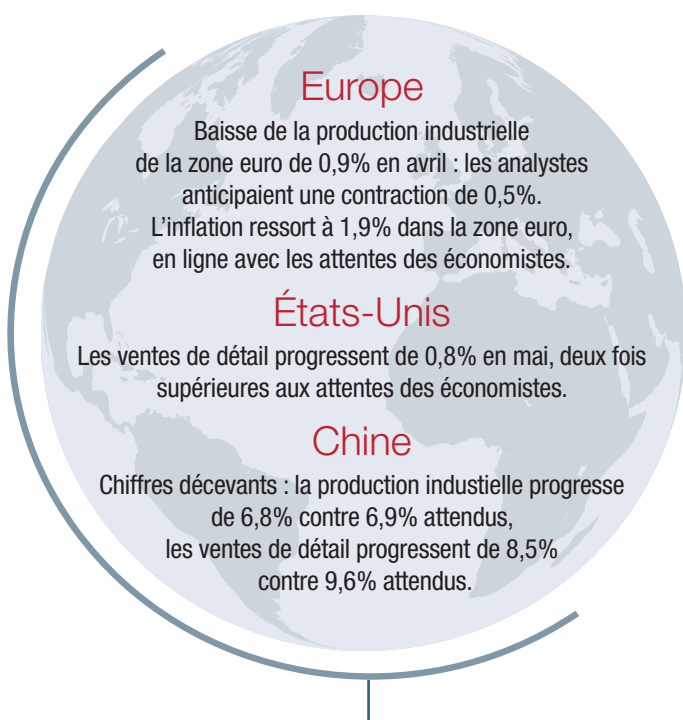 Europe
Baisse de la production industrielle
de la zone euro de 0,9% en avril : les analystes
anticipaient une contraction de 0,5%.
L'inflation ressort à 1,9% dans la zone euro,
en ligne avec les attentes des économistes.
États-Unis
Les ventes de détail progressent de 0,8% en mai, deux fois
supérieures aux attentes des économistes.
Chine
Chiffres décevants : la production industielle progresse
de 6,8% contre 6,9% attendus,
les ventes de détail progressent de 8,5%
contre 9,6% attendus.